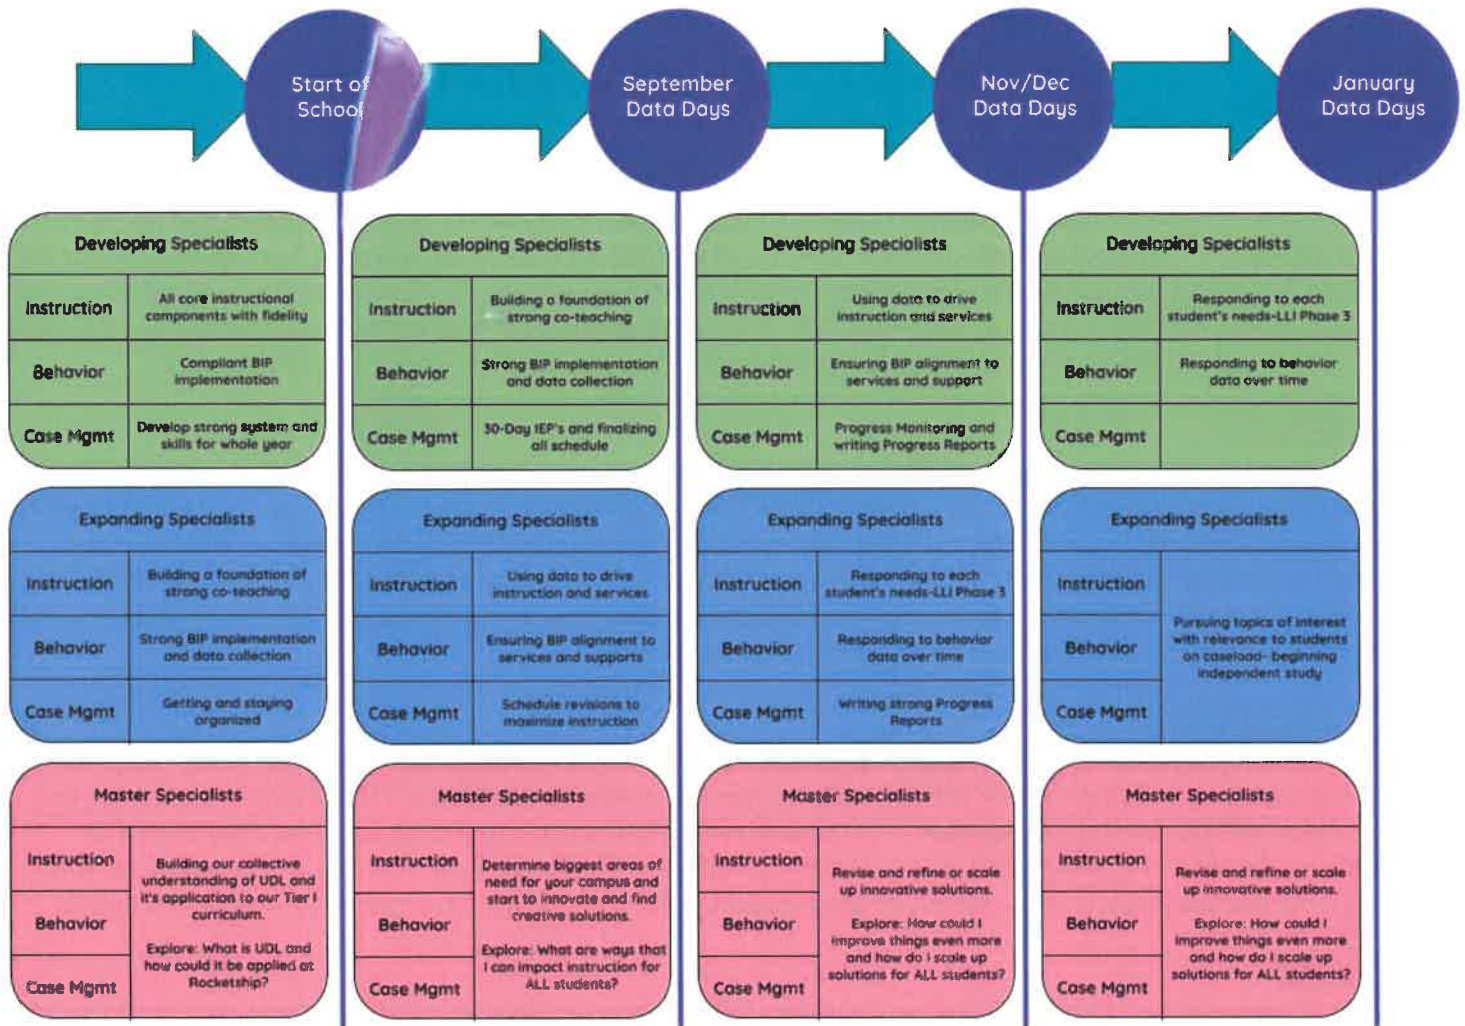 Start of
School
September
Data Days
Nov/Dec
Data Days
January
Data Days
Developing Specialists
Instruction
All core instructional
components with fidelity
Behavior
Compliant BIP
implementation
Case Mgmt
Develop strong system and
skills for whole year
Developing Specialists
Instruction
Building a foundation of
strong co-teaching
Behavior
Strong BIP implementation
and data collection
Case Mgmt
30-Day IEP's and finalizing
all schedule
Developing Specialists
Instruction
Using data to drive
instruction and services
Behavior
Ensuring BIP alignment to
services and support
Case Mgmt
Progress Monitoring and
writing Progress Reports
Developing Specialists
Instruction
Responding to each
student's needs-LLI Phase 3
Behavior
Responding to behavior
data over time
Case Mgmt
Expanding Specialists
Instruction
Building a foundation of
strong co-teaching
Behavior
Strong BIP implementation
and data collection
Case Mgmt
Getting and staying
organized
Expanding Specialists
Instruction
Using data to drive
instruction and services
Behavior
Ensuring BIP alignment to
services and supports
Case Mgmt
Schedule revisions to
maximize instruction
Expanding Specialists
Instruction
Responding to each
student's needs-LLI Phase 3
Behavior
Responding to behavior
data over time
Case Mgmt
Writing strong Progress
Reports
Expanding Specialists
Instruction
Behavior
Case Mgmt
Pursuing topics of interest
with relevance to students
on caseload- beginning
independent study
Master Specialists
Instruction
Behavior
Case Mgmt
Building our collective
understanding of UDL and
it's application to our Tier I
curriculum.
Explore: What is UDL and
how could it be applied at
Rocketship?
Master Specialists
Instruction
Behavior
Case Mgmt
Determine biggest areas of
need for your campus and
start to innovate and find
creative solutions.
Explore: What are ways that
I can impact instruction for
ALL students?
Master Specialists
Instruction
Behavior
Case Mgmt
Revise and refine or scale
up innovative solutions.
Explore: How could I
improve things even more
and how do I scale up
solutions for ALL students?
Master Specialists
Instruction
Behavior
Case Mgmt
Revise and refine or scale
up innovative solutions.
Explore: How could I
improve things even more
and how do I scale up
solutions for ALL students?